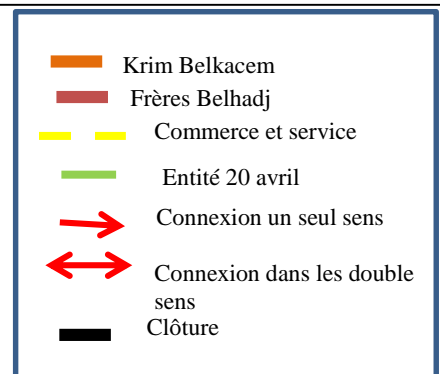 Krim Belkacem
Frères Belhadj
Commerce et service
Entité 20 avril
Connexion un seul sens
Connexion dans les double
sens
Clôture